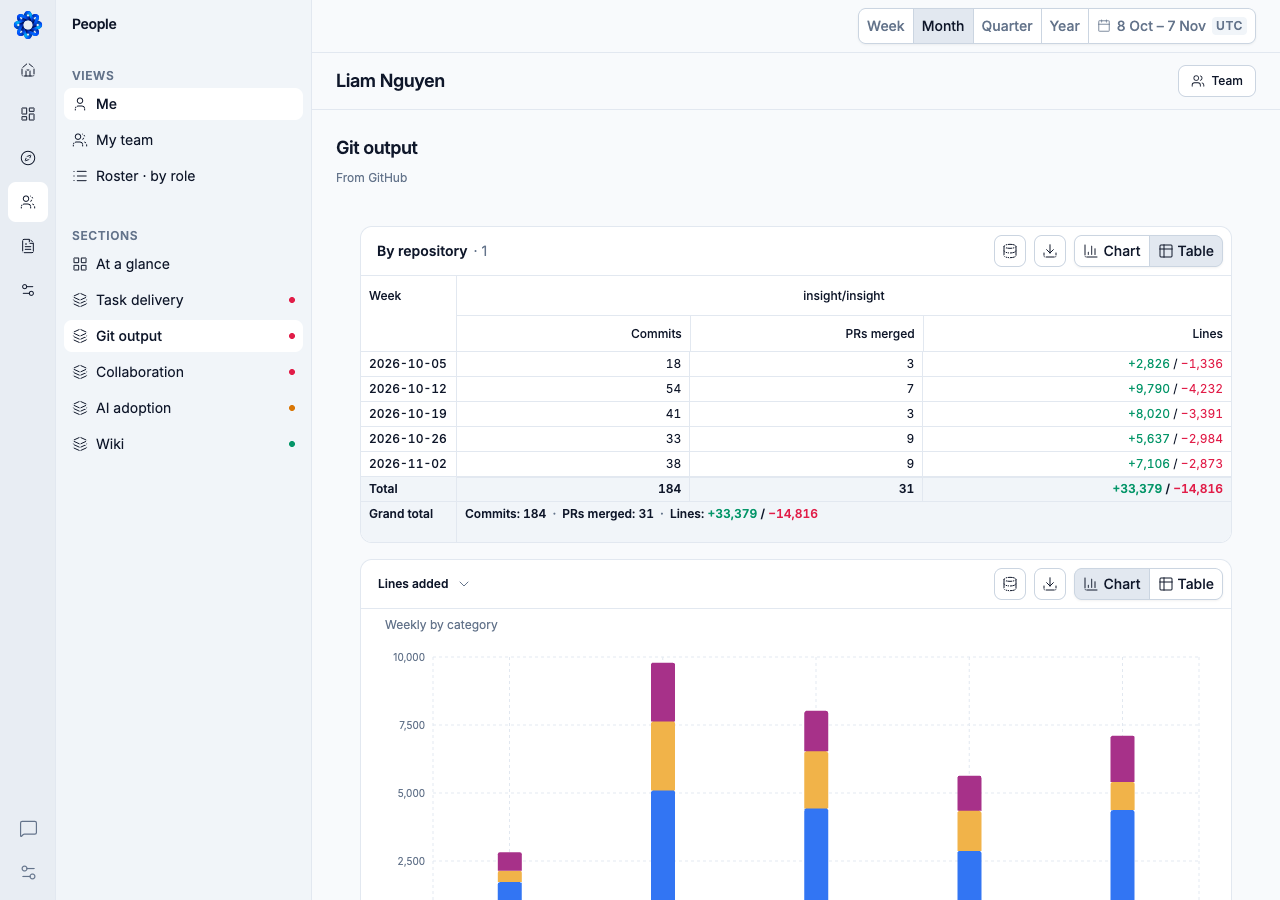 People
Week Month Quarter Year 8 Oct – 7 Nov UTC
VIEWS
Me
My team
Roster · by role
SECTIONS
At a glance
Task delivery
Git output
Collaboration
AI adoption
Wiki
Liam Nguyen
Team
Git output
From GitHub
By repository · 1
Chart Table
Week insight/insight
Commits PRs merged Lines
2026-10-05 18 3 +2,826 / −1,336
2026-10-12 54 7 +9,790 / −4,232
2026-10-19 41 3 +8,020 / −3,391
2026-10-26 33 9 +5,637 / −2,984
2026-11-02 38 9 +7,106 / −2,873
Total 184 31 +33,379 / −14,816
Grand total Commits: 184 · PRs merged: 31 · Lines: +33,379 / −14,816
Lines added
Chart Table
Weekly by category
10,000
7,500
5,000
2,500